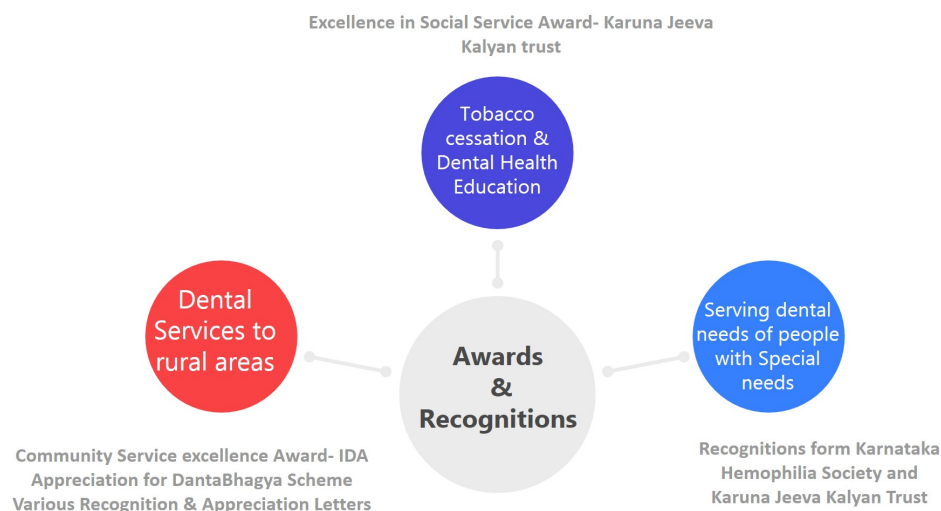 Excellence in Social Service Award- Karuna Jeeva
Kalyan trust
Tobacco
cessation &
Dental Health
Education
Dental
Services to
rural areas
Awards
&
Recognitions
Serving dental
needs of people
with Special
needs
Community Service excellence Award- IDA
Appreciation for DantaBhagya Scheme
Various Recognition & Appreciation Letters
Recognitions form Karnataka
Hemophilia Society and
Karuna Jeeva Kalyan Trust